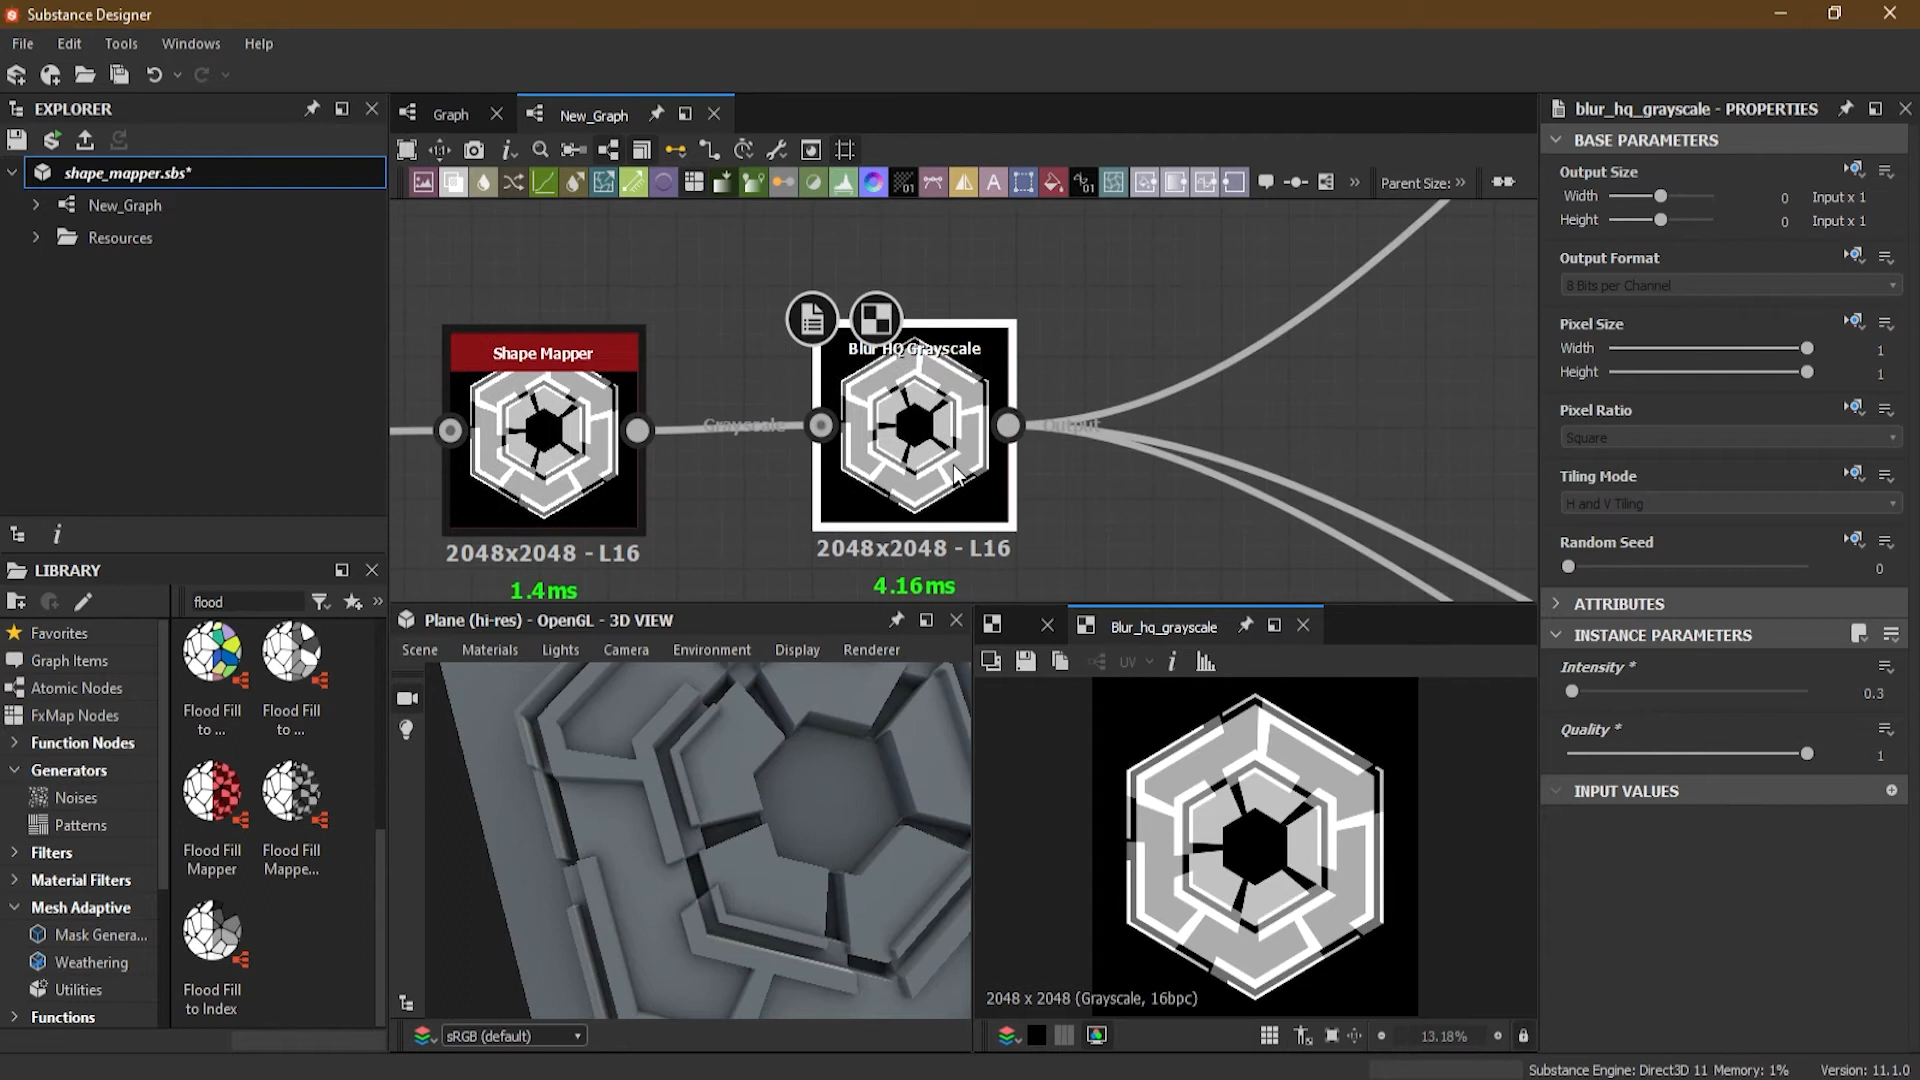 Substance Designer
File Edit Tools Windows Help
EXPLORER
shape_mapper.sbs*
New_Graph
Resources
Graph
New_Graph
Parent Size:
Shape Mapper
2048x2048 - L16
1.4ms
Grayscale
Blur HQ Grayscale
2048x2048 - L16
4.16ms
Output
LIBRARY
flood
Favorites
Graph Items
Atomic Nodes
FxMap Nodes
Function Nodes
Generators
Noises
Patterns
Filters
Material Filters
Mesh Adaptive
Mask Genera...
Weathering
Utilities
Functions
Flood Fill to ...
Flood Fill to ...
Flood Fill Mapper
Flood Fill Mappe...
Flood Fill to Index
Plane (hi-res) - OpenGL - 3D VIEW
Scene Materials Lights Camera Environment Display Renderer
sRGB (default)
Blur_hq_grayscale
UV
2048 x 2048 (Grayscale, 16bpc)
13.18%
blur_hq_grayscale - PROPERTIES
BASE PARAMETERS
Output Size
Width 0 Input x 1
Height 0 Input x 1
Output Format
8 Bits per Channel
Pixel Size
Width 1
Height 1
Pixel Ratio
Square
Tiling Mode
H and V Tiling
Random Seed
0
ATTRIBUTES
INSTANCE PARAMETERS
Intensity *
0.3
Quality *
1
INPUT VALUES
Substance Engine: Direct3D 11 Memory: 1% Version: 11.1.0